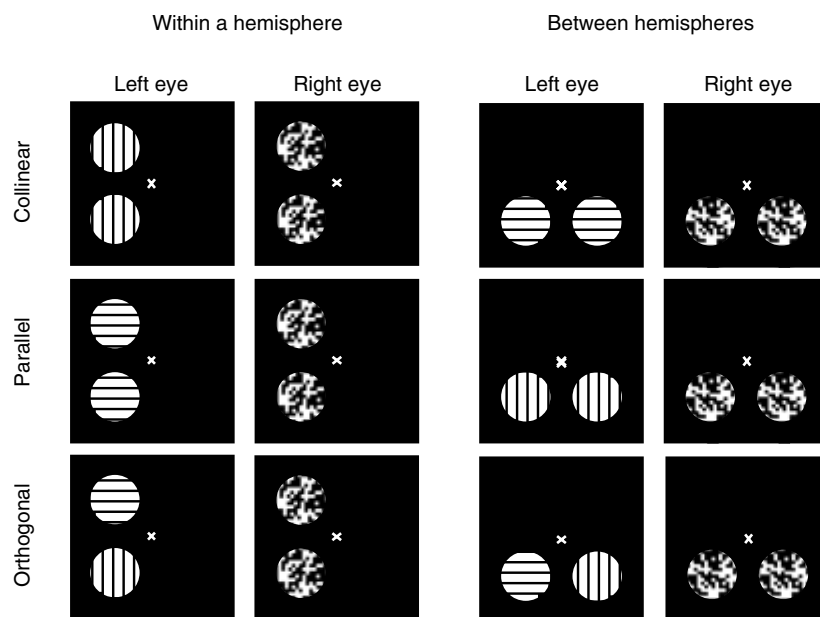 Within a hemisphere
Between hemispheres
Left eye
Right eye
Left eye
Right eye
Collinear
Parallel
Orthogonal